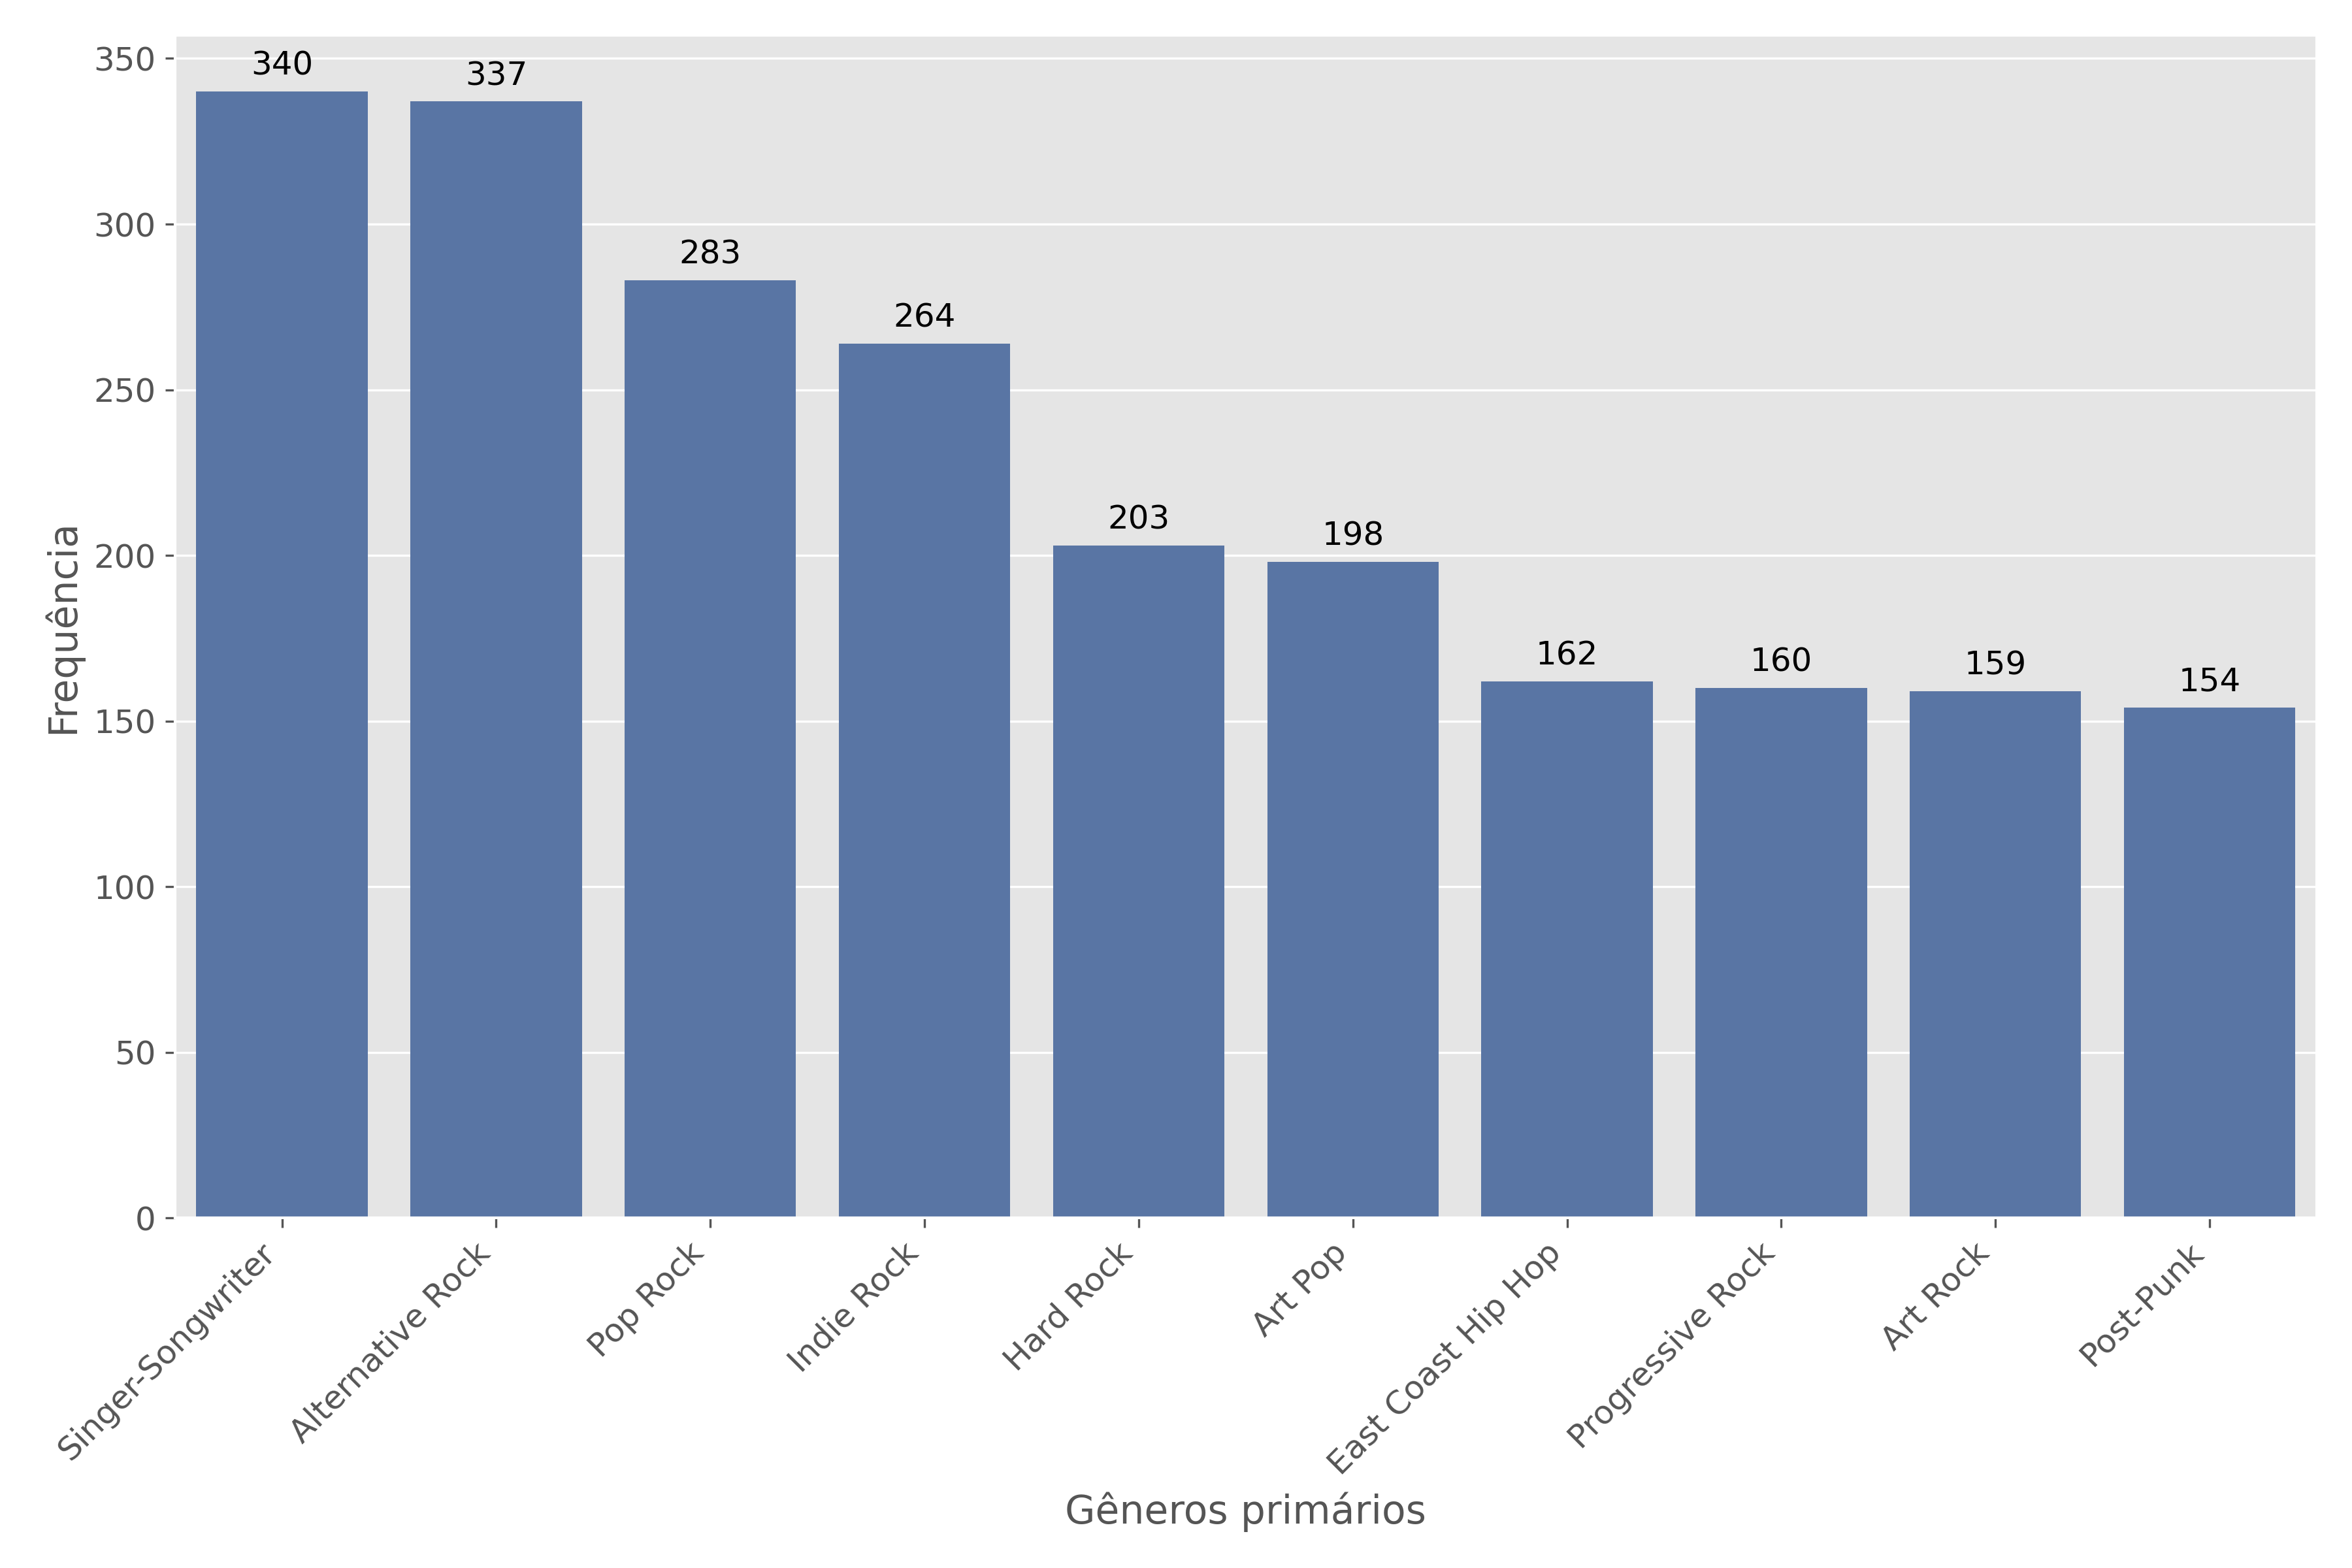 350
300
250
200
150
100
50
0
Frequência
340
337
283
264
203
198
162
160
159
154
Singer-Songwriter
Alternative Rock
Pop Rock
Indie Rock
Hard Rock
Art Pop
East Coast Hip Hop
Progressive Rock
Art Rock
Post-Punk
Gêneros primários